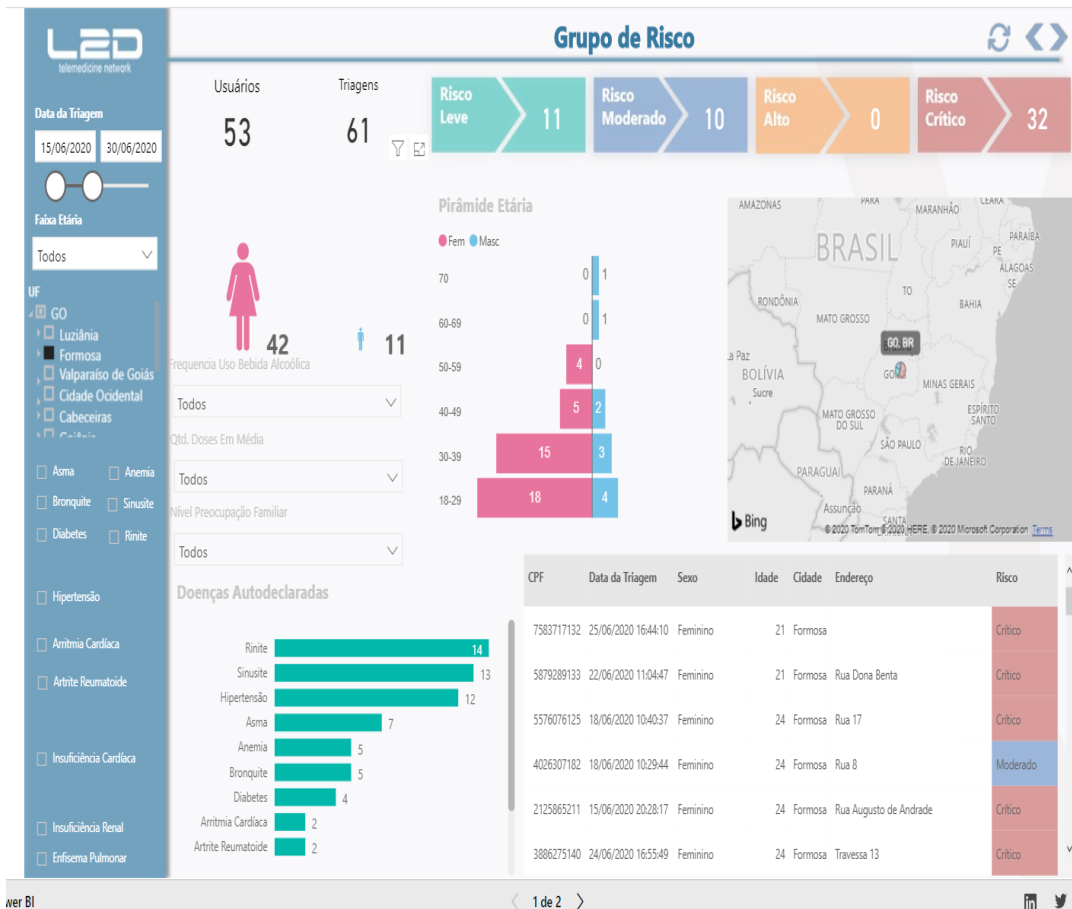 L2D
telemedicine network
Data da Triagem
15/06/2020
30/06/2020
Faixa Etária
Todos
UF
GO
Luziânia
Formosa
Valparaíso de Goiás
Cidade Ocidental
Cabeceiras
Asma
Anemia
Bronquite
Sinusite
Diabetes
Rinite
Hipertensão
Arritmia Cardíaca
Artrite Reumatoide
Insuficiência Cardíaca
Insuficiência Renal
Enfisema Pulmonar
Grupo de Risco
Usuários
53
Triagens
61
Risco Leve
11
Risco Moderado
10
Risco Alto
0
Risco Crítico
32
42
11
Frequencia Uso Bebida Alcoólica
Todos
Qtd. Doses Em Média
Todos
Nível Preocupação Familiar
Todos
Pirâmide Etária
Fem Masc
70 0 1
60-69 0 1
50-59 4 0
40-49 5 2
30-39 15 3
18-29 18 4
AMAZONAS
PARÁ
MARANHÃO
CEARÁ
BRASIL
PIAUÍ
PARAÍBA
PE
ALAGOAS
SE
TO
RONDÔNIA
BAHIA
MATO GROSSO
GO, BR
La Paz
BOLÍVIA
Sucre
MINAS GERAIS
MATO GROSSO
DO SUL
ESPÍRITO
SANTO
SÃO PAULO
RIO
DE JANEIRO
PARAGUAI
PARANÁ
Assunção
SANTA
Bing
© 2020 TomTom © 2020 HERE, © 2020 Microsoft Corporation Terms
Doenças Autodeclaradas
Rinite 14
Sinusite 13
Hipertensão 12
Asma 7
Anemia 5
Bronquite 5
Diabetes 4
Arritmia Cardíaca 2
Artrite Reumatoide 2
CPF Data da Triagem Sexo Idade Cidade Endereço Risco
7583717132 25/06/2020 16:44:10 Feminino 21 Formosa Crítico
5879289133 22/06/2020 11:04:47 Feminino 21 Formosa Rua Dona Benta Crítico
5576076125 18/06/2020 10:40:37 Feminino 24 Formosa Rua 17 Crítico
4026307182 18/06/2020 10:29:44 Feminino 24 Formosa Rua 8 Moderado
2125865211 15/06/2020 20:28:17 Feminino 24 Formosa Rua Augusto de Andrade Crítico
3886275140 24/06/2020 16:55:49 Feminino 24 Formosa Travessa 13 Crítico
wer BI
1 de 2